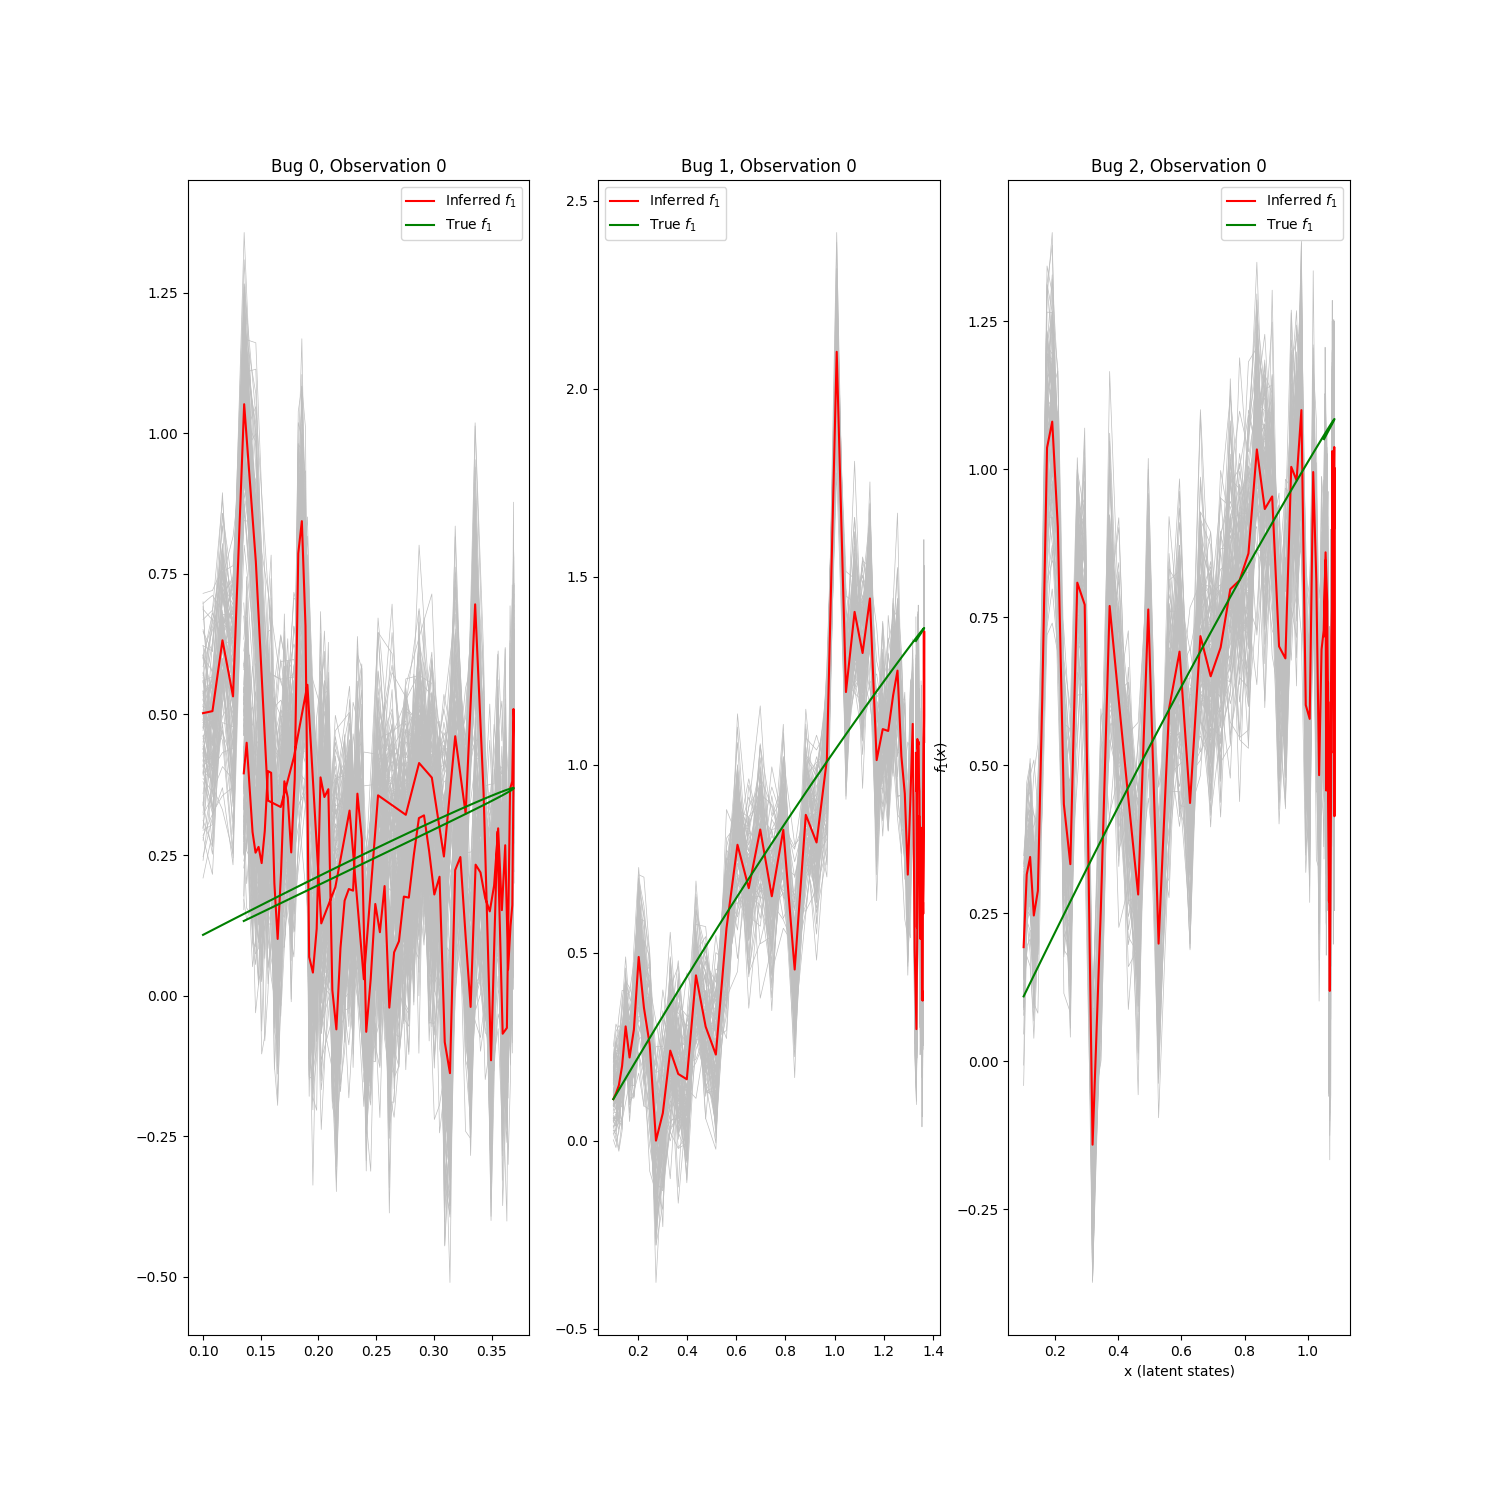 Bug 0, Observation 0
Inferred f₁
True f₁
1.25
1.00
0.75
0.50
0.25
0.00
−0.25
−0.50
0.10 0.15 0.20 0.25 0.30 0.35
Bug 1, Observation 0
Inferred f₁
True f₁
2.5
2.0
1.5
1.0
0.5
0.0
−0.5
0.2 0.4 0.6 0.8 1.0 1.2 1.4
Bug 2, Observation 0
Inferred f₁
True f₁
f₁(x)
1.25
1.00
0.75
0.50
0.25
0.00
−0.25
0.2 0.4 0.6 0.8 1.0
x (latent states)